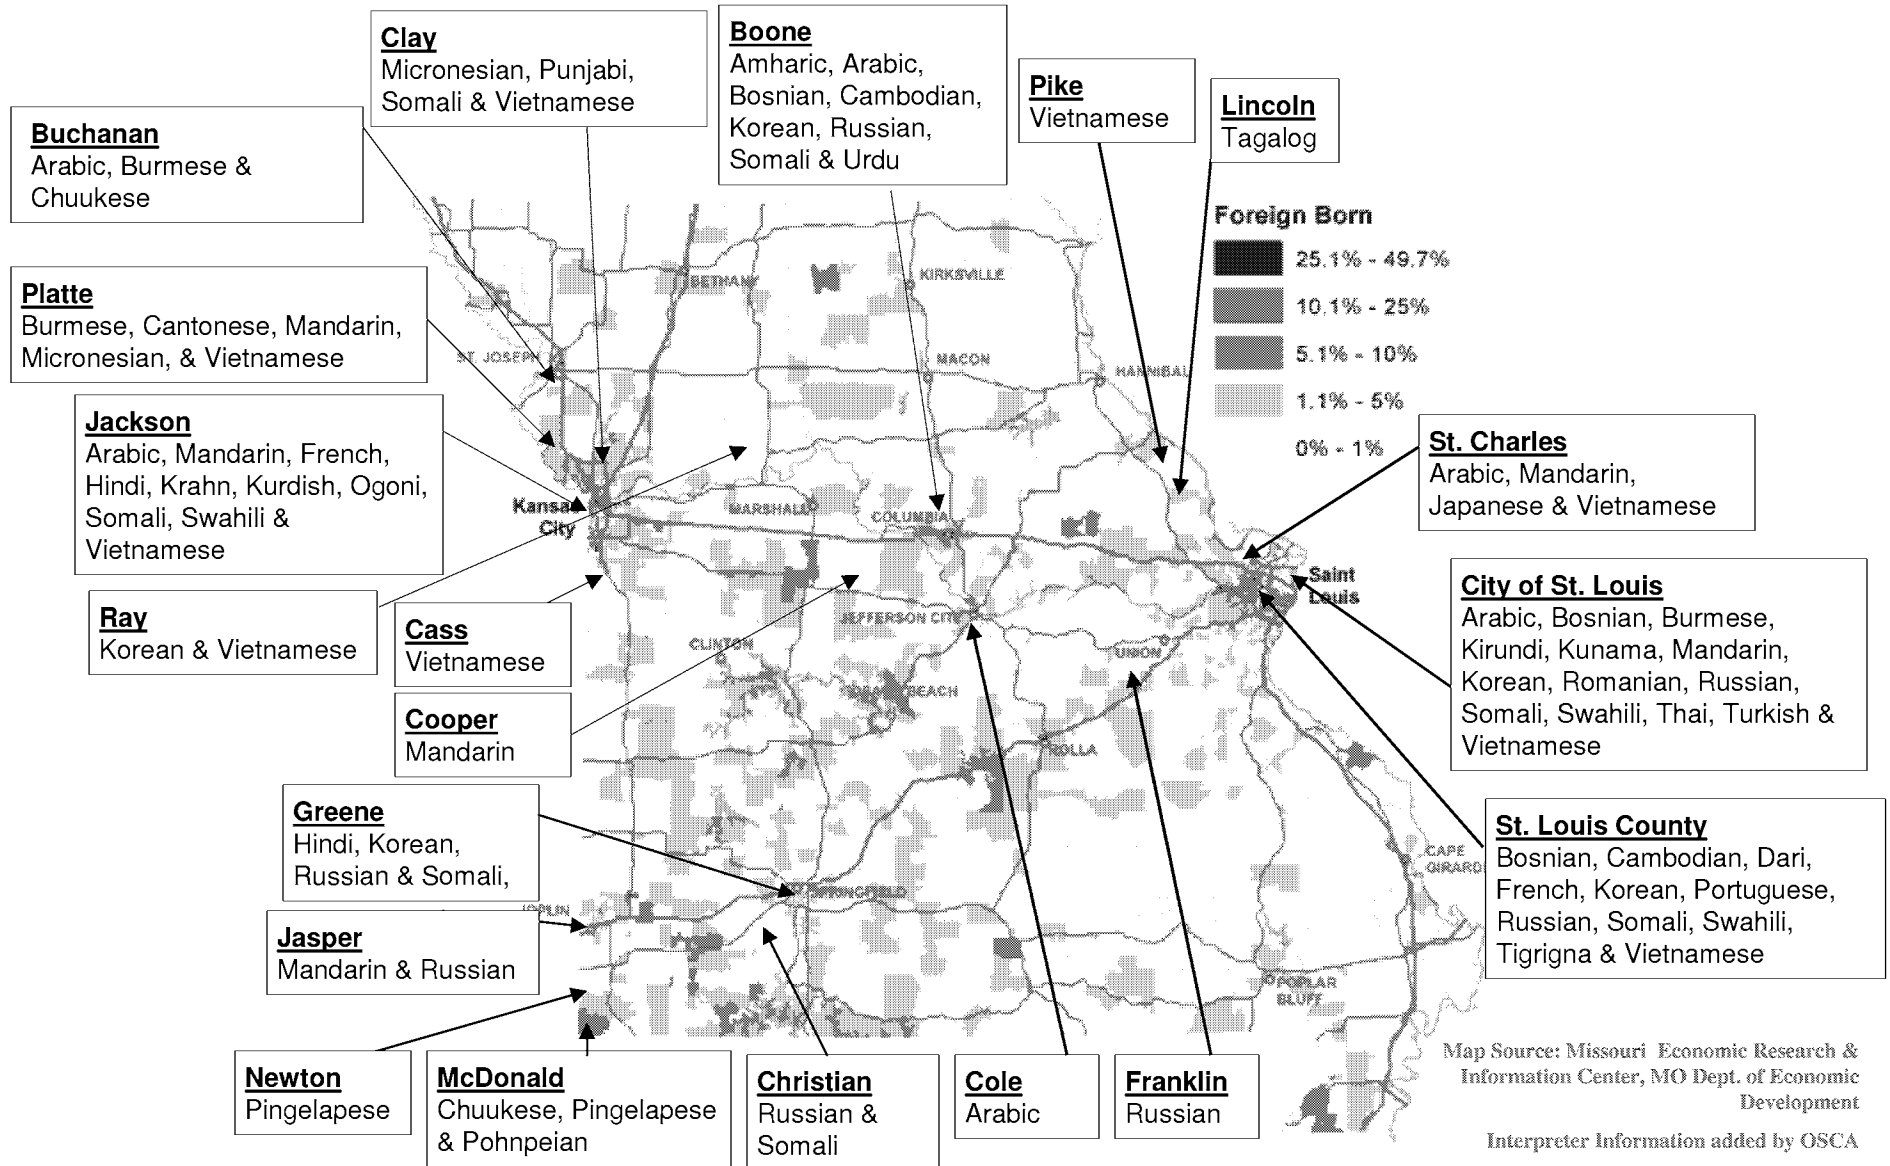 Clay
Micronesian, Punjabi,
Somali & Vietnamese
Boone
Amharic, Arabic,
Bosnian, Cambodian,
Korean, Russian,
Somali & Urdu
Pike
Vietnamese
Lincoln
Tagalog
Buchanan
Arabic, Burmese &
Chuukese
Foreign Born
25.1% - 49.7%
10.1% - 25%
5.1% - 10%
1.1% - 5%
0% - 1%
Platte
Burmese, Cantonese, Mandarin,
Micronesian, & Vietnamese
BETHANY
KIRKSVILLE
ST. JOSEPH
MACON
HANNIBAL
Jackson
Arabic, Mandarin, French,
Hindi, Krahn, Kurdish, Ogoni,
Somali, Swahili &
Vietnamese
St. Charles
Arabic, Mandarin,
Japanese & Vietnamese
Kansas
City
MARSHALL
COLUMBIA
Saint
Louis
City of St. Louis
Arabic, Bosnian, Burmese,
Kirundi, Kunama, Mandarin,
Korean, Romanian, Russian,
Somali, Swahili, Thai, Turkish &
Vietnamese
Ray
Korean & Vietnamese
Cass
Vietnamese
JEFFERSON CITY
CLINTON
UNION
BEACH
Cooper
Mandarin
ROLLA
Greene
Hindi, Korean,
Russian & Somali,
St. Louis County
Bosnian, Cambodian, Dari,
French, Korean, Portuguese,
Russian, Somali, Swahili,
Tigrigna & Vietnamese
CAPE
GIRARD
SPRINGFIELD
JOPLIN
Jasper
Mandarin & Russian
POPLAR
BLUFF
Newton
Pingelapese
McDonald
Chuukese, Pingelapese
& Pohnpeian
Christian
Russian &
Somali
Cole
Arabic
Franklin
Russian
Map Source: Missouri Economic Research &
Information Center, MO Dept. of Economic
Development
Interpreter Information added by OSCA